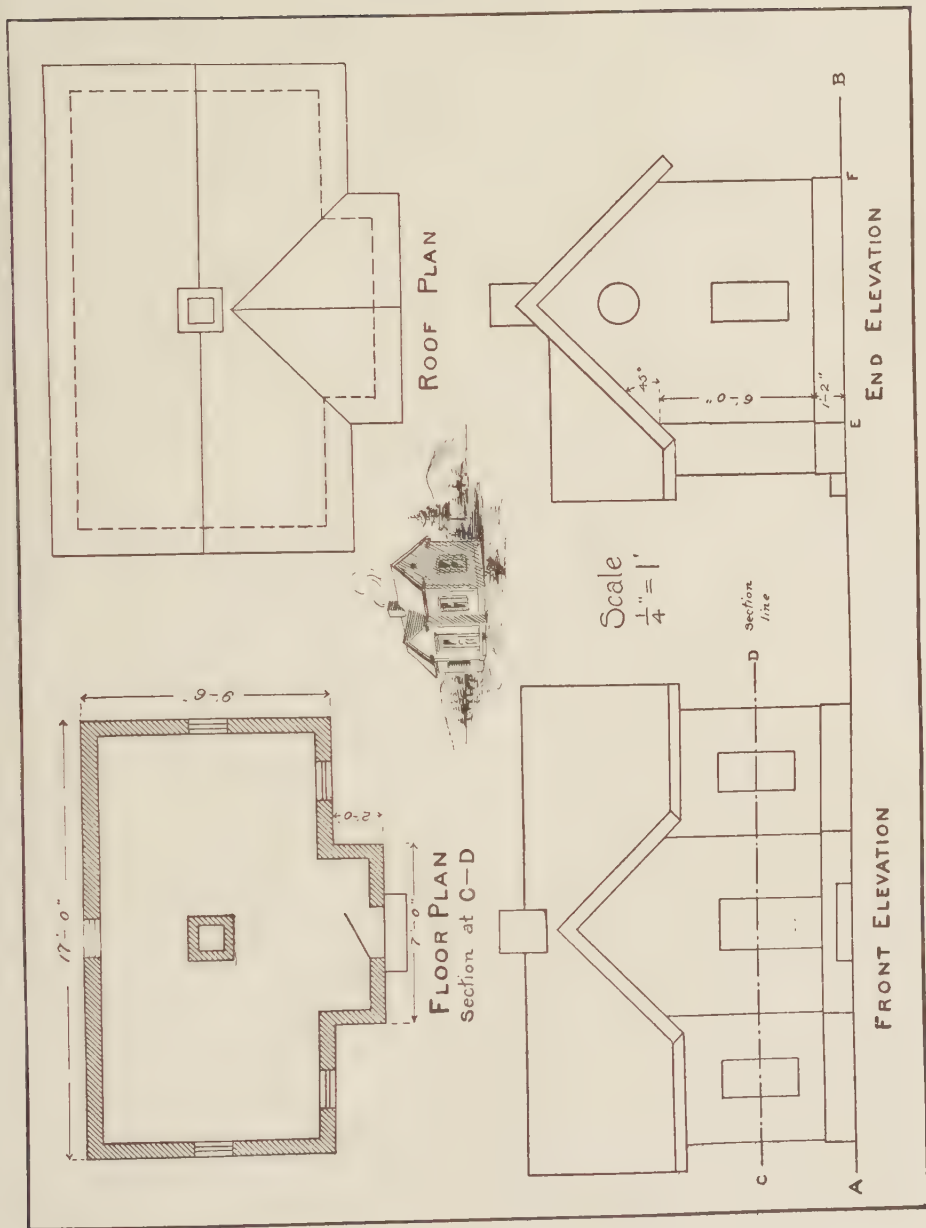 ROOF PLAN
17'-0"
9'-6"
2'-0"
7'-0"
FLOOR PLAN
Section at C-D
B
F
45°
6'-0"
1'-2"
E
END ELEVATION
Scale
1/4" = 1'
D
section
line
C
A
FRONT ELEVATION